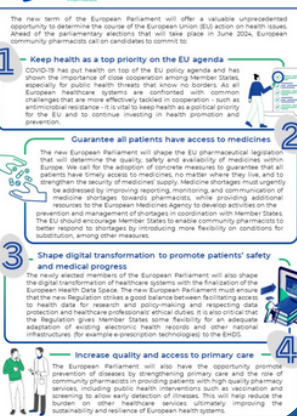 The new term of the European Parliament will offer a valuable unprecedented
opportunity to determine the course of the European Union (EU) action on health issues.
Ahead of the parliamentary elections that will take place in June 2024, European
community pharmacists call on candidates to commit to:
1
Keep health as a top priority on the EU agenda
COVID-19 has put health on top of the EU policy agenda and has
shown the importance of close cooperation among Member States,
especially for public health threats that know no borders. As all
European healthcare systems are confronted with common
challenges that are more effectively tackled in cooperation - such as
antimicrobial resistance - it is vital to keep health as a political priority
for the EU and to continue investing in health promotion and
prevention.
2
Guarantee all patients have access to medicines
The new European Parliament will shape the EU pharmaceutical legislation
that will determine the quality, safety and availability of medicines within
Europe. We call for the adoption of concrete measures to guarantee that all
patients have timely access to medicines, no matter where they live, and to
strengthen the security of medicines' supply. Medicine shortages must urgently
be addressed by improving reporting, monitoring, and communication of
medicine shortages towards pharmacists, while providing additional
resources to the European Medicines Agency to develop activities on the
prevention and management of shortages in coordination with Member States.
The EU should encourage Member States to enable community pharmacists to
better respond to shortages by introducing more flexibility on conditions for
substitution, among other measures.
3
Shape digital transformation to promote patients' safety
and medical progress
The newly elected members of the European Parliament will also shape
the digital transformation of healthcare systems with the finalization of the
European Health Data Space. The new European Parliament must ensure
that the new Regulation strikes a good balance between facilitating access
to health data for research and policy-making and respecting data
protection and healthcare professionals' ethical duties. It is also critical that
the Regulation gives Member States some flexibility for an adequate
adaptation of existing electronic health records and other national
infrastructures (for example e-prescription technologies) to the EHDS.
4
Increase quality and access to primary care
The European Parliament will also have the opportunity promote
prevention of diseases by strengthening primary care and the role of
community pharmacists in providing patients with high quality pharmacy
services, including public health interventions such as vaccination and
screening to allow early detection of illnesses. This will help reduce the
burden on other healthcare services ultimately improving the
sustainability and resilience of European health systems.